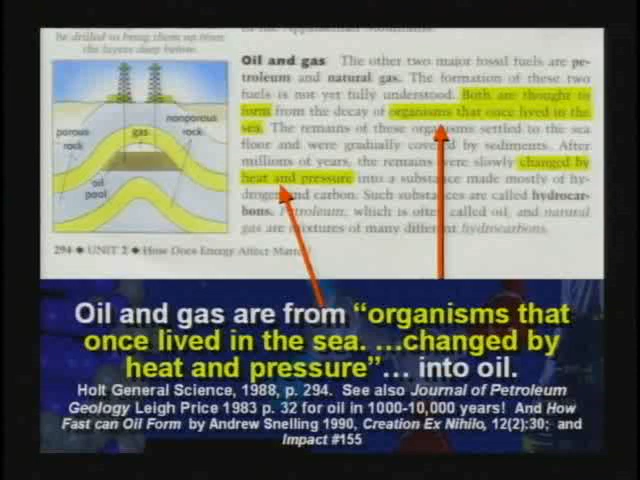 be drilled to bring them up from
the layers deep below.
of the Appalachian Mountains.
Oil and gas The other two major fossil fuels are pe-
troleum and natural gas. The formation of these two
fuels is not yet fully understood. Both are thought to
form from the decay of organisms that once lived in the
sea. The remains of these organisms settled to the sea
floor and were gradually covered by sediments. After
millions of years, the remains were slowly changed by
heat and pressure into a substance made mostly of hy-
drogen and carbon. Such substances are called hydrocar-
bons. Petroleum, which is often called oil, and natural
gas are mixtures of many different hydrocarbons.
porous
rock
gas
nonporous
rock
oil
pool
294 ◆ UNIT 2 ◆ How Does Energy Affect Matter?
Oil and gas are from “organisms that
once lived in the sea. …changed by
heat and pressure”… into oil.
Holt General Science, 1988, p. 294. See also Journal of Petroleum
Geology Leigh Price 1983 p. 32 for oil in 1000-10,000 years! And How
Fast can Oil Form by Andrew Snelling 1990, Creation Ex Nihilo, 12(2):30; and
Impact #155